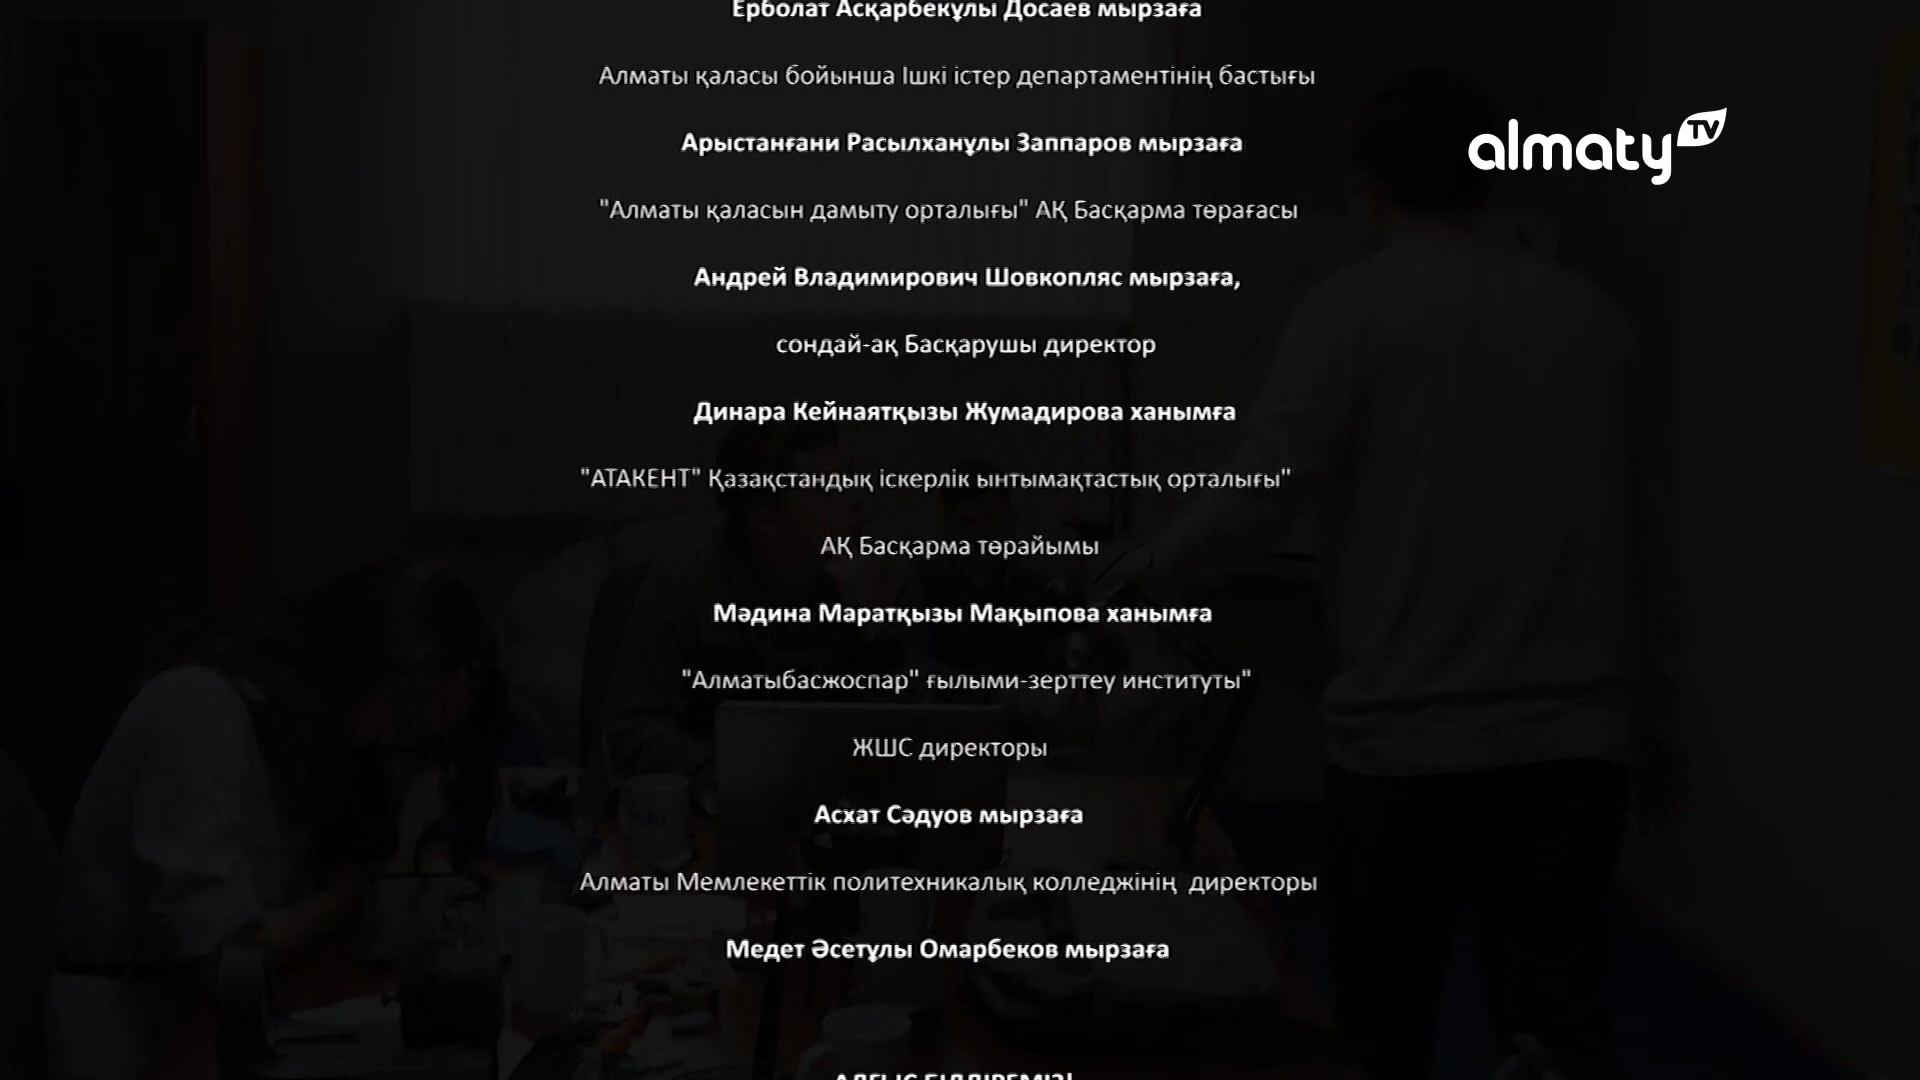 Ерболат Асқарбекұлы Досаев мырзаға
Алматы қаласы бойынша Ішкі істер департаментінің бастығы
almaty TV
Арыстанғани Расылханұлы Заппаров мырзаға
"Алматы қаласын дамыту орталығы" АҚ Басқарма төрағасы
Андрей Владимирович Шовкопляс мырзаға,
сондай-ақ Басқарушы директор
Динара Кейнаятқызы Жумадирова ханымға
"АТАКЕНТ" Қазақстандық іскерлік ынтымақтастық орталығы"
АҚ Басқарма төрайымы
Мәдина Маратқызы Мақыпова ханымға
"Алматыбасжоспар" ғылыми-зерттеу институты"
ЖШС директоры
Асхат Сәдуов мырзаға
Алматы Мемлекеттік политехникалық колледжінің директоры
Медет Әсетұлы Омарбеков мырзаға
АЛҒЫС БІЛДІРЕМІЗ!